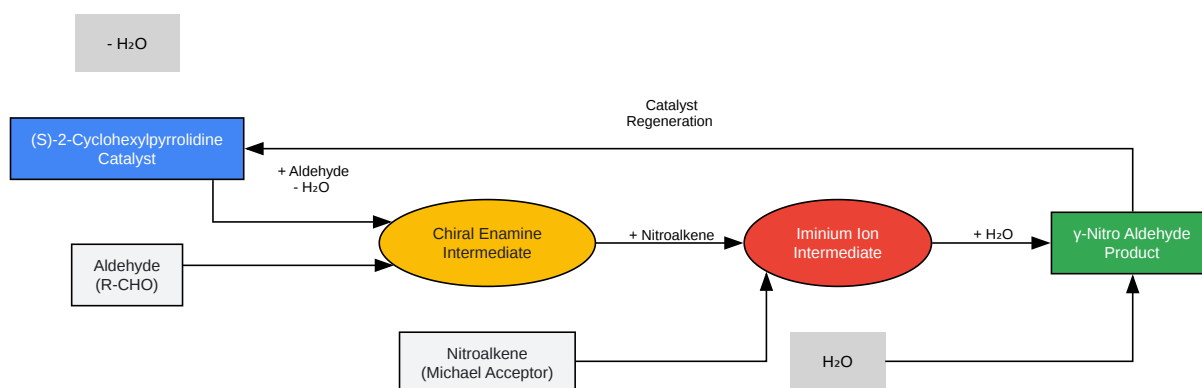 - H₂O
Catalyst
Regeneration
(S)-2-Cyclohexylpyrrolidine
Catalyst
+ Aldehyde
- H₂O
Chiral Enamine
Intermediate
+ Nitroalkene
Iminium Ion
Intermediate
+ H₂O
γ-Nitro Aldehyde
Product
Aldehyde
(R-CHO)
Nitroalkene
(Michael Acceptor)
H₂O